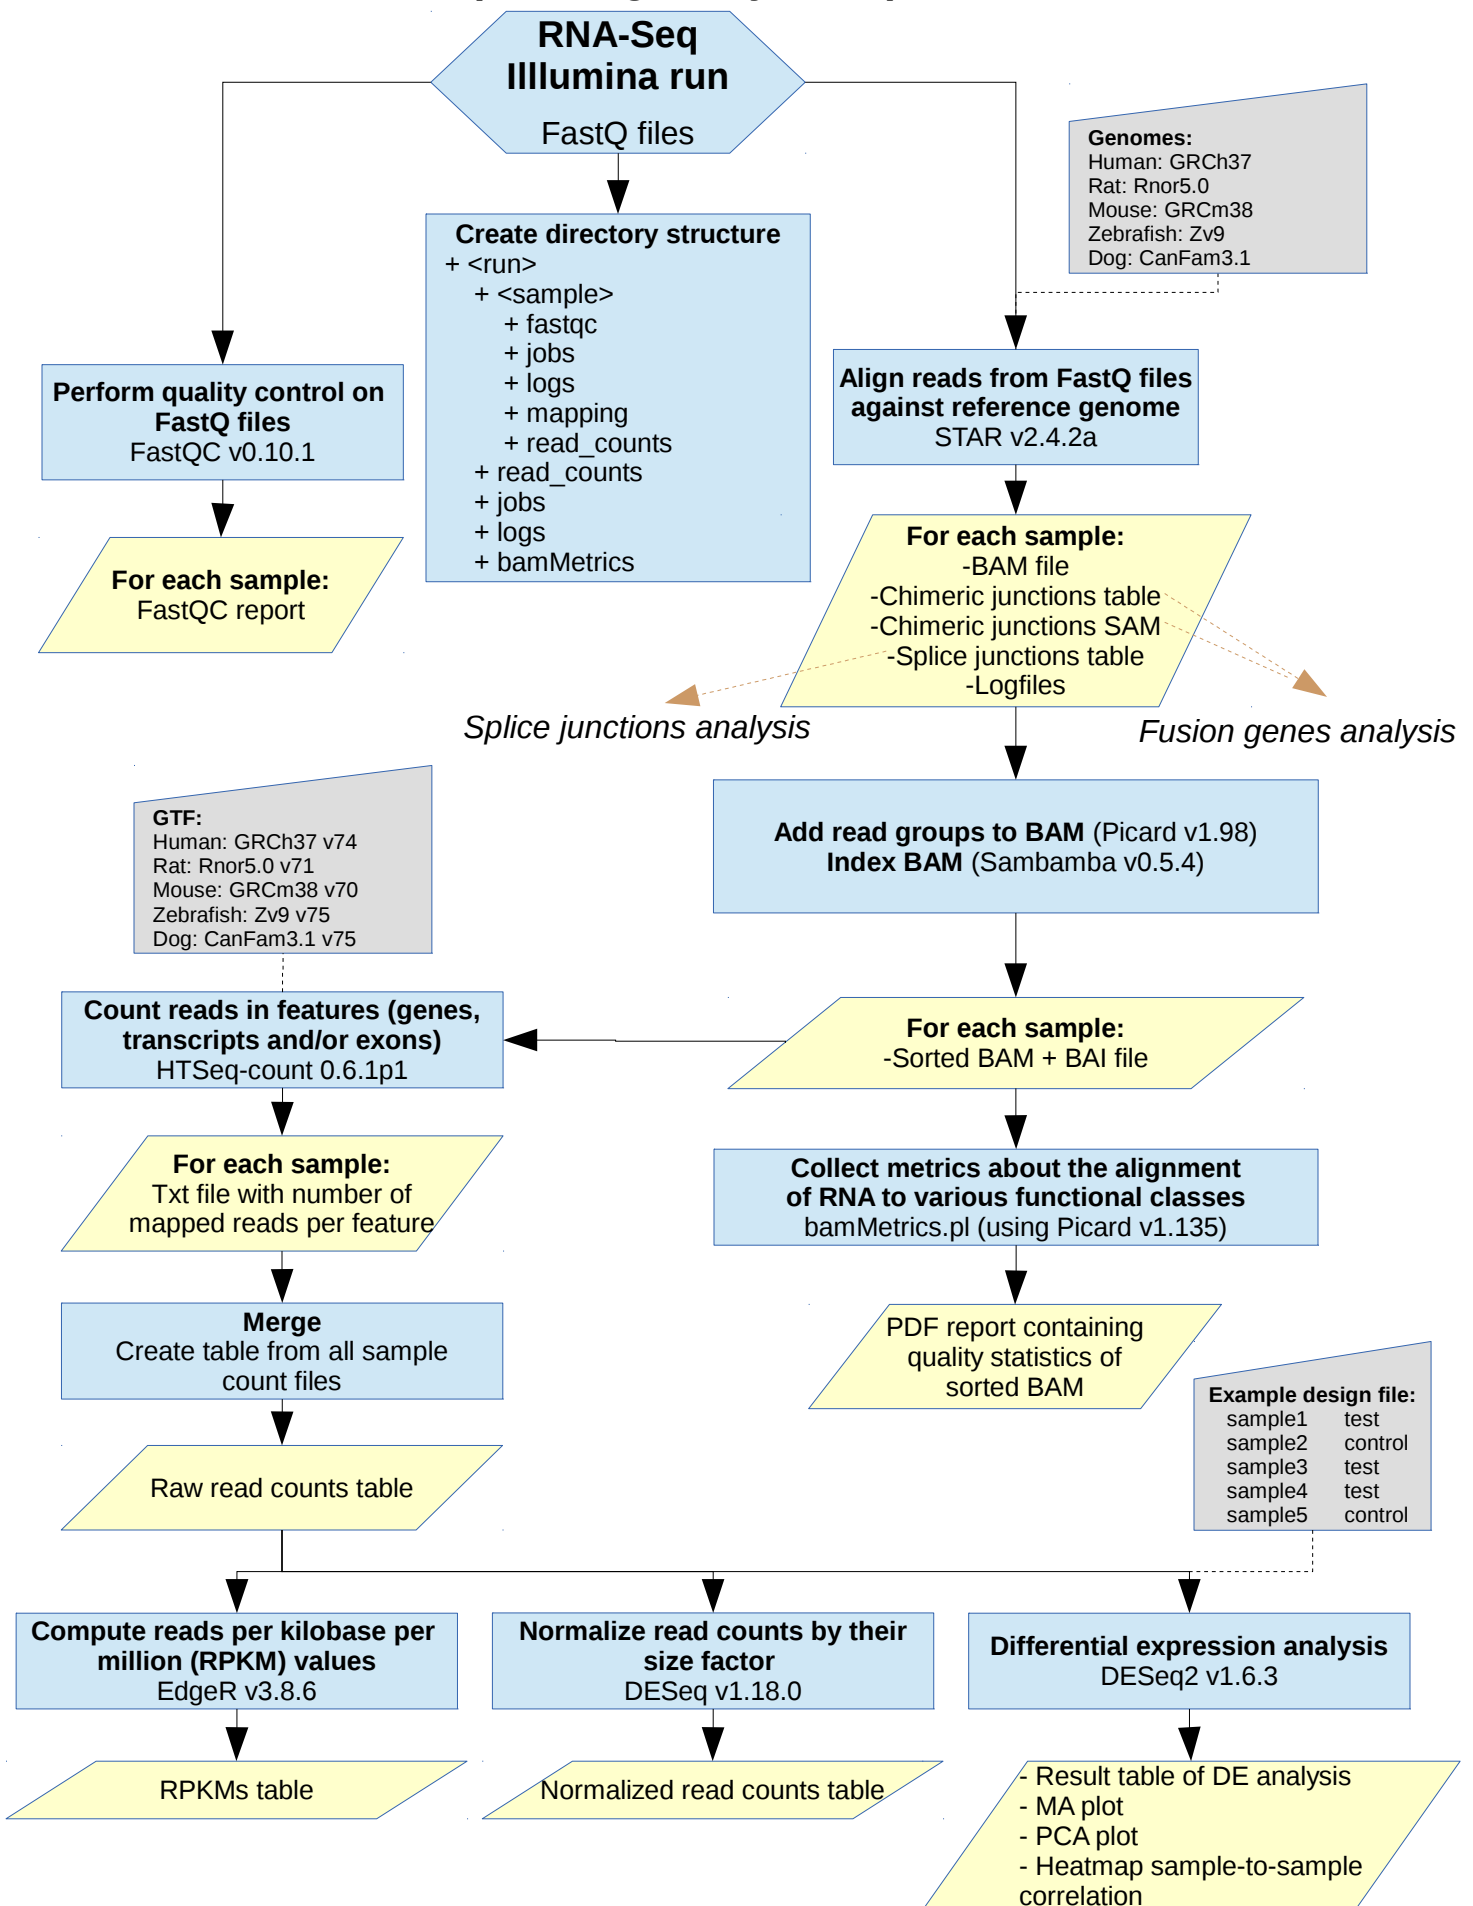 RNA-Seq
Illlumina run
FastQ files
Genomes:
Human: GRCh37
Rat: Rnor5.0
Mouse: GRCm38
Zebrafish: Zv9
Dog: CanFam3.1
Create directory structure
+ <run>
+ <sample>
+ fastqc
+ jobs
+ logs
+ mapping
+ read_counts
+ read_counts
+ jobs
+ logs
+ bamMetrics
Perform quality control on
FastQ files
FastQC v0.10.1
Align reads from FastQ files
against reference genome
STAR v2.4.2a
For each sample:
FastQC report
For each sample:
-BAM file
-Chimeric junctions table
-Chimeric junctions SAM
-Splice junctions table
-Logfiles
Splice junctions analysis
Fusion genes analysis
GTF:
Human: GRCh37 v74
Rat: Rnor5.0 v71
Mouse: GRCm38 v70
Zebrafish: Zv9 v75
Dog: CanFam3.1 v75
Add read groups to BAM (Picard v1.98)
Index BAM (Sambamba v0.5.4)
Count reads in features (genes,
transcripts and/or exons)
HTSeq-count 0.6.1p1
For each sample:
-Sorted BAM + BAI file
For each sample:
Txt file with number of
mapped reads per feature
Collect metrics about the alignment
of RNA to various functional classes
bamMetrics.pl (using Picard v1.135)
Merge
Create table from all sample
count files
PDF report containing
quality statistics of
sorted BAM
Example design file:
sample1 test
sample2 control
sample3 test
sample4 test
sample5 control
Raw read counts table
Compute reads per kilobase per
million (RPKM) values
EdgeR v3.8.6
Normalize read counts by their
size factor
DESeq v1.18.0
Differential expression analysis
DESeq2 v1.6.3
RPKMs table
Normalized read counts table
- Result table of DE analysis
- MA plot
- PCA plot
- Heatmap sample-to-sample
correlation